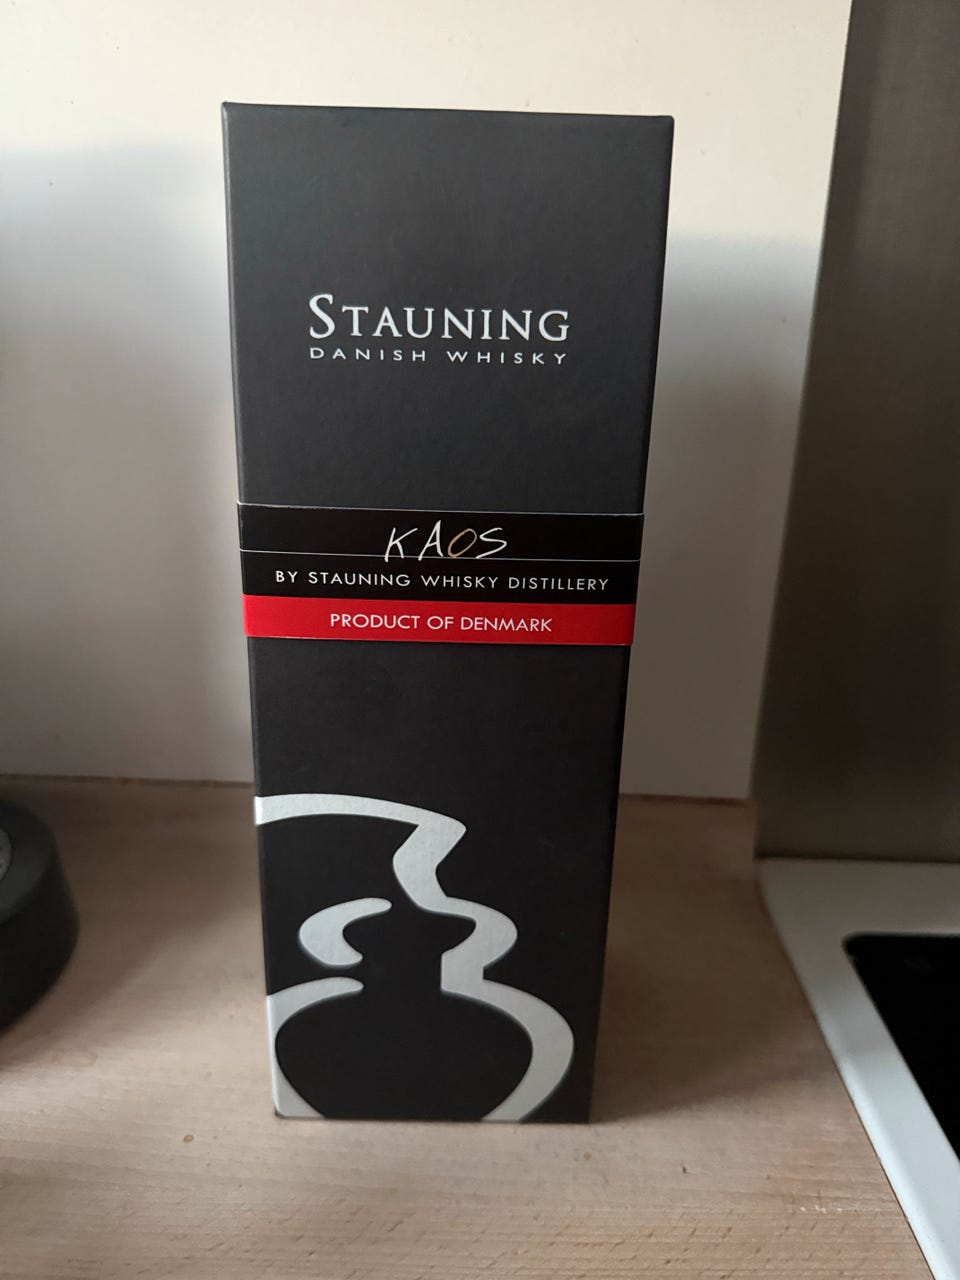 STAUNING
DANISH WHISKY
KAOS
BY STAUNING WHISKY DISTILLERY
PRODUCT OF DENMARK